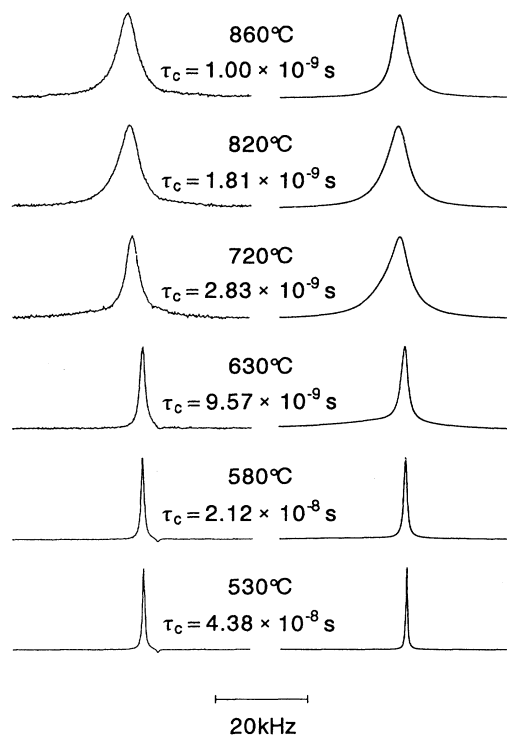 860°C
τc = 1.00 × 10⁻⁹ s
820°C
τc = 1.81 × 10⁻⁹ s
720°C
τc = 2.83 × 10⁻⁹ s
630°C
τc = 9.57 × 10⁻⁹ s
580°C
τc = 2.12 × 10⁻⁸ s
530°C
τc = 4.38 × 10⁻⁸ s
20kHz